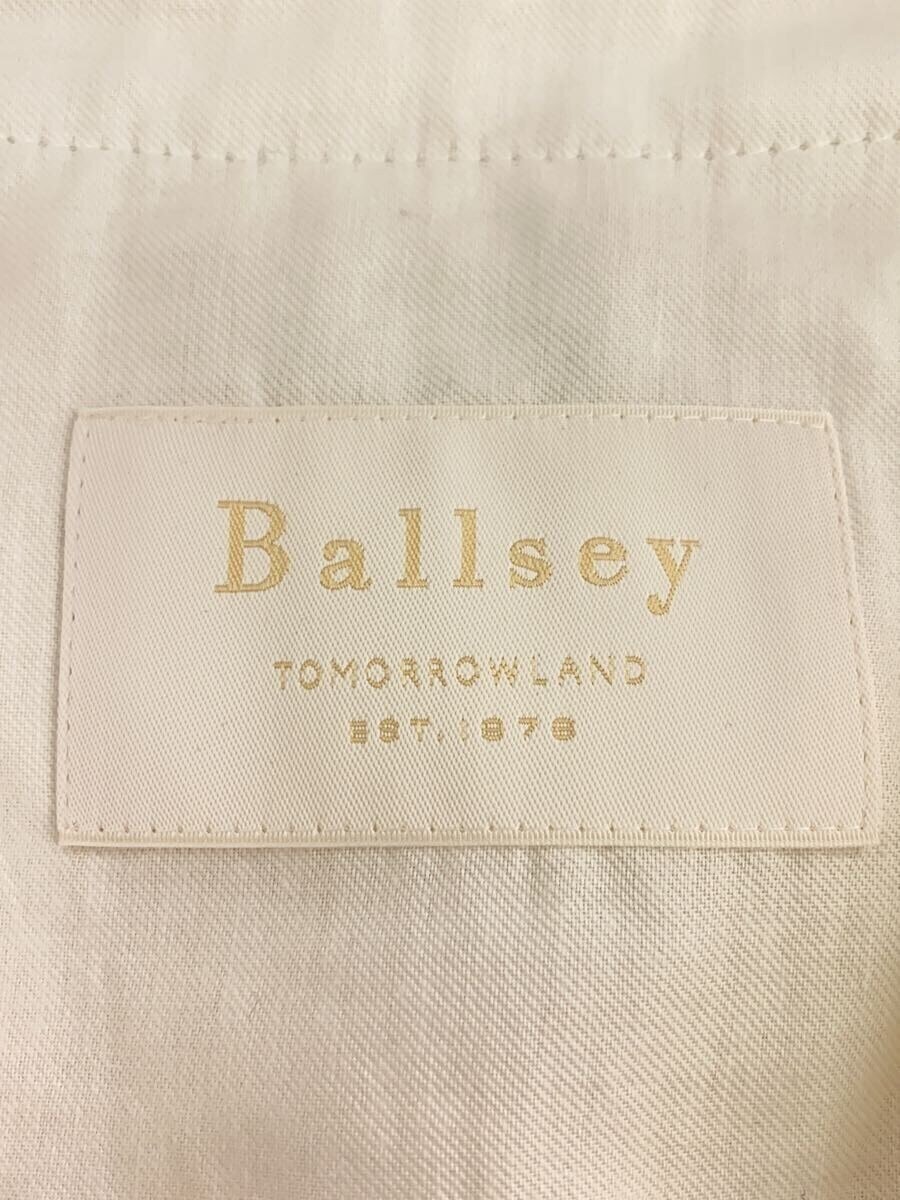 Ballsey
TOMORROWLAND
EST. 1978